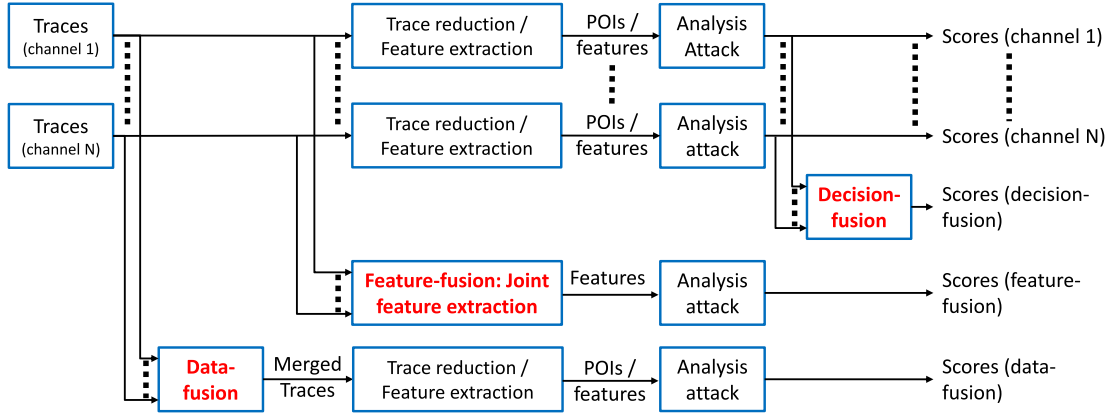 Traces
(channel 1)
Trace reduction /
Feature extraction
POIs /
features
Analysis
Attack
Scores (channel 1)
Traces
(channel N)
Trace reduction /
Feature extraction
POIs /
features
Analysis
attack
Scores (channel N)
Decision-
fusion
Scores (decision-
fusion)
Feature-fusion: Joint
feature extraction
Features
Analysis
attack
Scores (feature-
fusion)
Data-
fusion
Merged
Traces
Trace reduction /
Feature extraction
POIs /
features
Analysis
attack
Scores (data-
fusion)